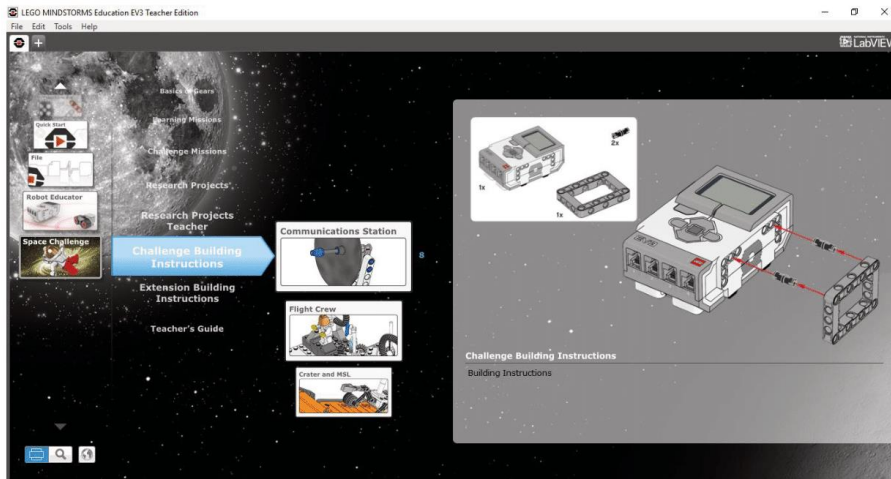 LEGO MINDSTORMS Education EV3 Teacher Edition
File Edit Tools Help
LabVIEW
Quick Start
File
Robot Educator
Space Challenge
Basics of Gears
Learning Missions
Challenge Missions
Research Projects
Research Projects
Teacher
Challenge Building
Instructions
Extension Building
Instructions
Teacher's Guide
Communications Station
8
Flight Crew
Crater and MSL
1x
2x
1x
Challenge Building Instructions
Building Instructions